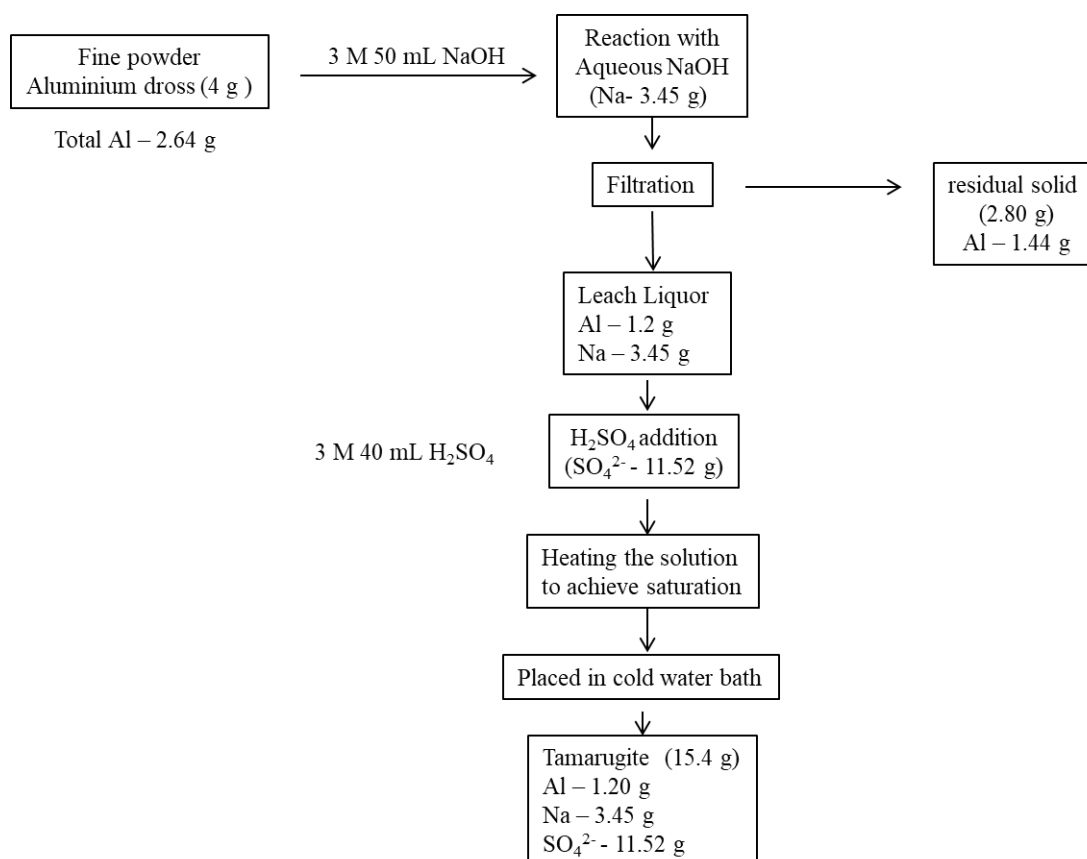 Fine powder
Aluminium dross (4 g )
Total Al – 2.64 g
3 M 50 mL NaOH
Reaction with
Aqueous NaOH
(Na- 3.45 g)
Filtration
residual solid
(2.80 g)
Al – 1.44 g
Leach Liquor
Al – 1.2 g
Na – 3.45 g
3 M 40 mL H₂SO₄
H₂SO₄ addition
(SO₄²⁻ - 11.52 g)
Heating the solution
to achieve saturation
Placed in cold water bath
Tamarugite (15.4 g)
Al – 1.20 g
Na – 3.45 g
SO₄²⁻ - 11.52 g